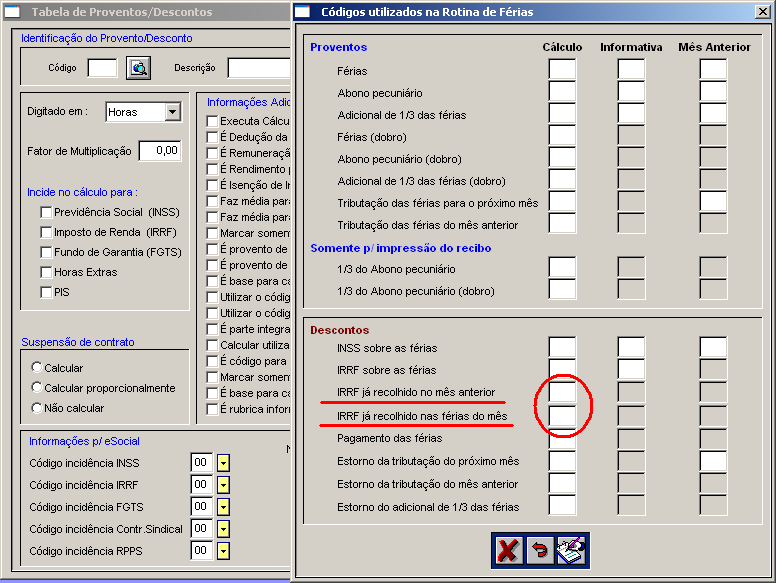 Tabela de Proventos/Descontos
Identificação do Provento/Desconto
Código
Descrição
Digitado em :
Horas
Fator de Multiplicação
0,00
Incide no cálculo para :
Previdência Social (INSS)
Imposto de Renda (IRRF)
Fundo de Garantia (FGTS)
Horas Extras
PIS
Suspensão de contrato
Calcular
Calcular proporcionalmente
Não calcular
Informações Adic
Executa Cálcu
É Dedução da
É Remuneraçã
É Rendimento
É Isenção de
Faz média para
Faz média para
Marcar soment
É provento de
É provento de
É base para ca
Utilizar o códig
Utilizar o códig
É parte integra
Calcular utiliza
É código para
Marcar soment
É base para ca
É rubrica inform
Informações p/ eSocial
Código incidência INSS 00
Código incidência IRRF 00
Código incidência FGTS 00
Código incidência Contr.Sindical 00
Código incidência RPPS 00
Códigos utilizados na Rotina de Férias
Proventos Cálculo Informativa Mês Anterior
Férias
Abono pecuniário
Adicional de 1/3 das férias
Férias (dobro)
Abono pecuniário (dobro)
Adicional de 1/3 das férias (dobro)
Tributação das férias para o próximo mês
Tributação das férias do mês anterior
Somente p/ impressão do recibo
1/3 do Abono pecuniário
1/3 do Abono pecuniário (dobro)
Descontos
INSS sobre as férias
IRRF sobre as férias
IRRF já recolhido no mês anterior
IRRF já recolhido nas férias do mês
Pagamento das férias
Estorno da tributação do próximo mês
Estorno da tributação do mês anterior
Estorno do adicional de 1/3 das férias